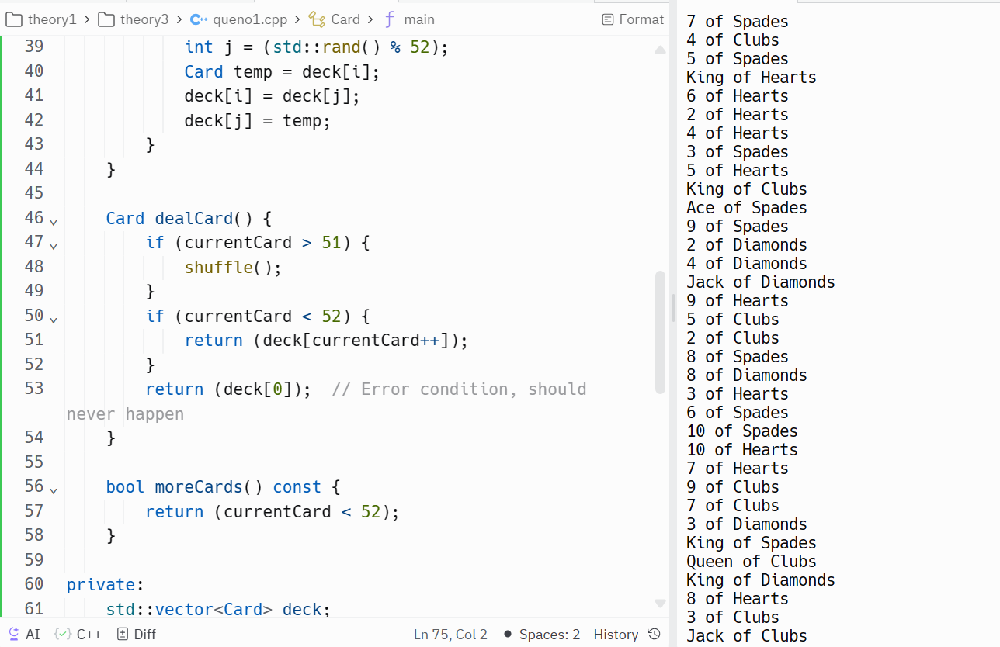 theory1 > theory3 > queno1.cpp > Card > main Format
39 int j = (std::rand() % 52);
40 Card temp = deck[i];
41 deck[i] = deck[j];
42 deck[j] = temp;
43 }
44 }
45
46 Card dealCard() {
47 if (currentCard > 51) {
48 shuffle();
49 }
50 if (currentCard < 52) {
51 return (deck[currentCard++]);
52 }
53 return (deck[0]);  // Error condition, should
never happen
54 }
55
56 bool moreCards() const {
57 return (currentCard < 52);
58 }
59
60 private:
61 std::vector<Card> deck;
AI C++ Diff Ln 75, Col 2 Spaces: 2 History
7 of Spades
4 of Clubs
5 of Spades
King of Hearts
6 of Hearts
2 of Hearts
4 of Hearts
3 of Spades
5 of Hearts
King of Clubs
Ace of Spades
9 of Spades
2 of Diamonds
4 of Diamonds
Jack of Diamonds
9 of Hearts
5 of Clubs
2 of Clubs
8 of Spades
8 of Diamonds
3 of Hearts
6 of Spades
10 of Spades
10 of Hearts
7 of Hearts
9 of Clubs
7 of Clubs
3 of Diamonds
King of Spades
Queen of Clubs
King of Diamonds
8 of Hearts
3 of Clubs
Jack of Clubs